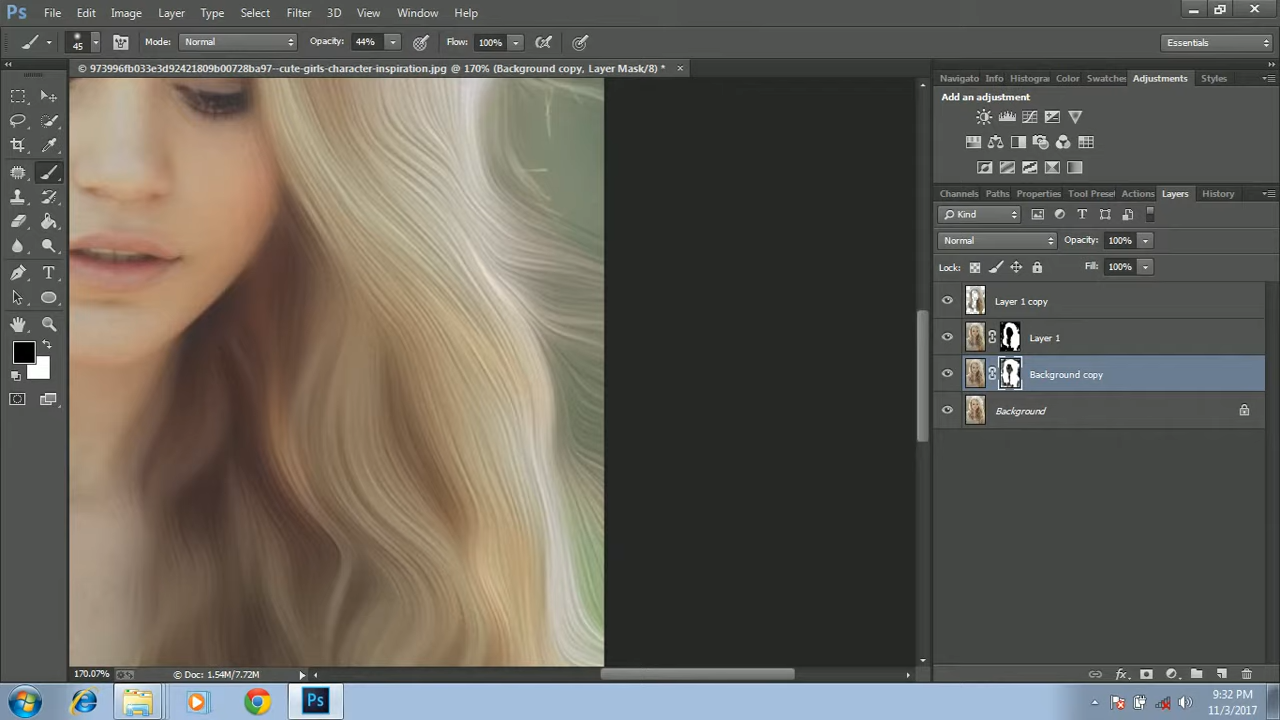 Ps File Edit Image Layer Type Select Filter 3D View Window Help
45 Mode: Normal Opacity: 44% Flow: 100% Essentials
© 973996fb033e3d92421809b00728ba97--cute-girls-character-inspiration.jpg @ 170% (Background copy, Layer Mask/8) * ×
Navigato Info Histogra Color Swatches Adjustments Styles
Add an adjustment
Channels Paths Properties Tool Preset Actions Layers History
Kind
Normal Opacity: 100%
Lock: Fill: 100%
Layer 1 copy
Layer 1
Background copy
Background
170.07% © Doc: 1.54M/7.72M
Ps
9:32 PM
11/3/2017